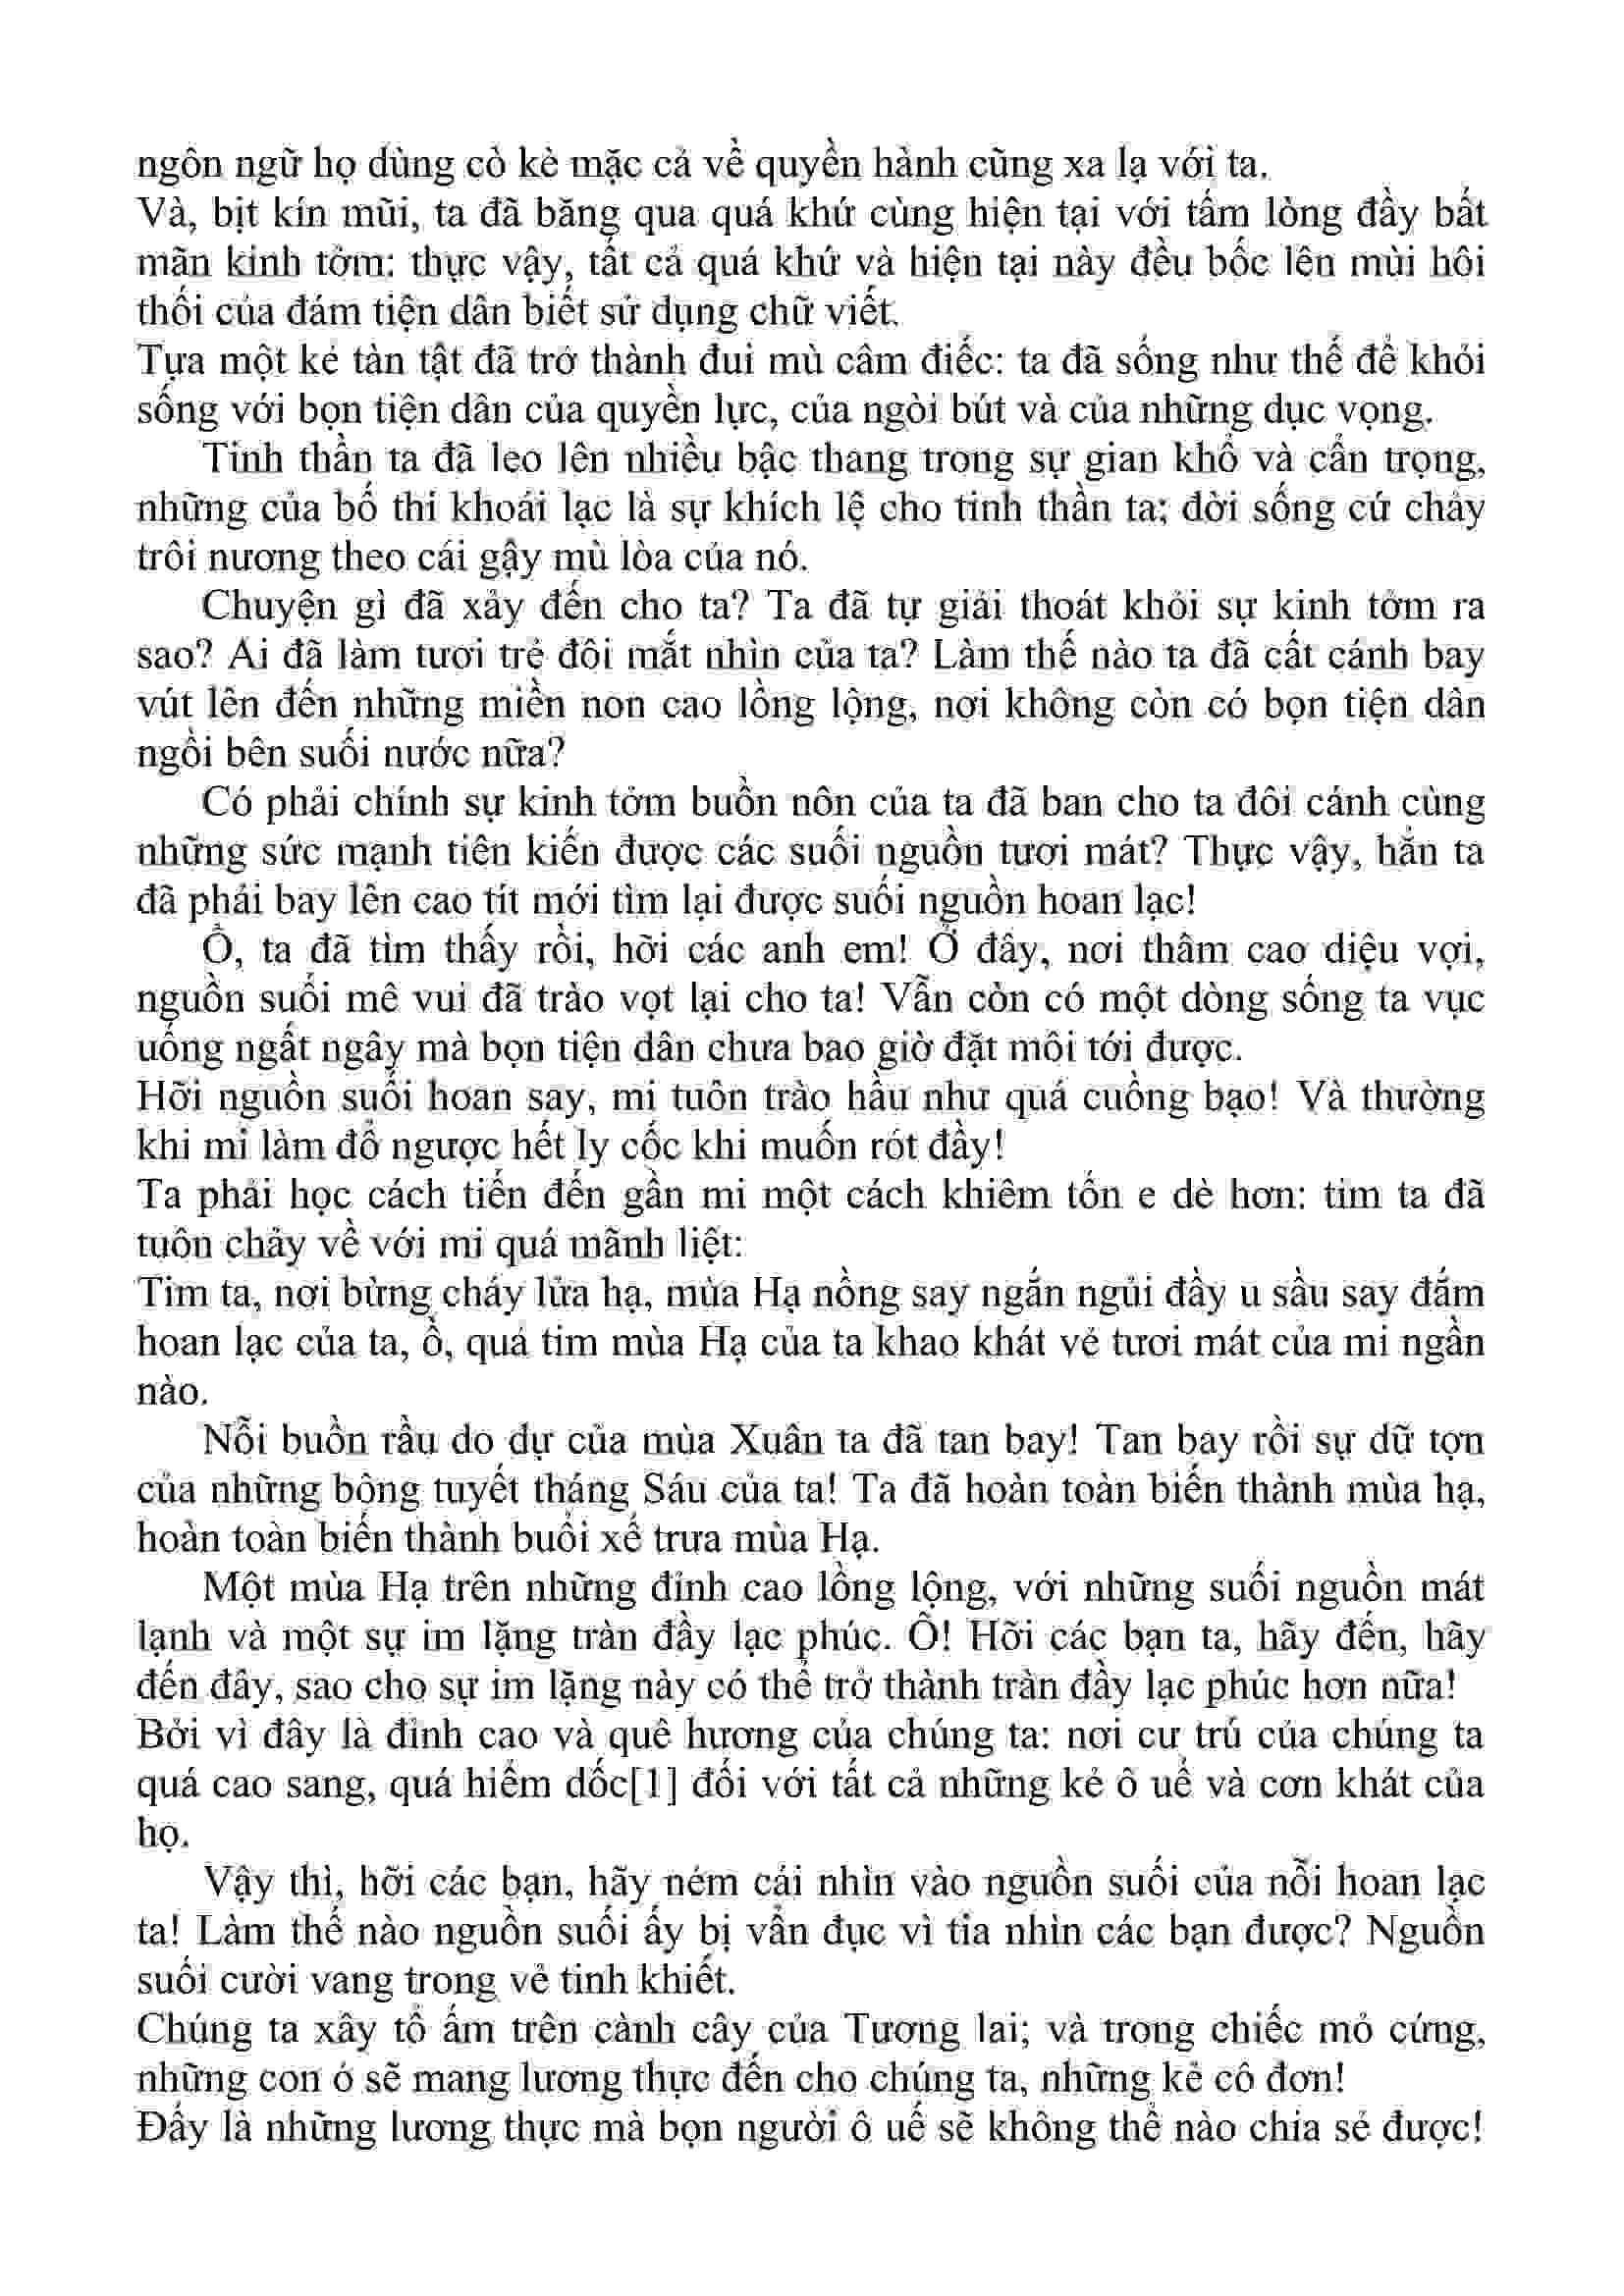 ngôn ngữ họ dùng cò kè mặc cả về quyền hành cũng xa lạ với ta.
Và, bịt kín mũi, ta đã băng qua quá khứ cùng hiện tại với tấm lòng đầy bất
mãn kinh tởm: thực vậy, tất cả quá khứ và hiện tại này đều bốc lên mùi hôi
thối của đám tiện dân biết sử dụng chữ viết.
Tựa một kẻ tàn tật đã trở thành đui mù câm điếc: ta đã sống như thế để khỏi
sống với bọn tiện dân của quyền lực, của ngòi bút và của những dục vọng.
Tinh thần ta đã leo lên nhiều bậc thang trong sự gian khổ và cẩn trọng,
những của bố thí khoái lạc là sự khích lệ cho tinh thần ta; đời sống cứ chảy
trôi nương theo cái gậy mù lòa của nó.
Chuyện gì đã xảy đến cho ta? Ta đã tự giải thoát khỏi sự kinh tởm ra
sao? Ai đã làm tươi trẻ đôi mắt nhìn của ta? Làm thế nào ta đã cất cánh bay
vút lên đến những miền non cao lồng lộng, nơi không còn có bọn tiện dân
ngồi bên suối nước nữa?
Có phải chính sự kinh tởm buồn nôn của ta đã ban cho ta đôi cánh cùng
những sức mạnh tiên kiến được các suối nguồn tươi mát? Thực vậy, hẳn ta
đã phải bay lên cao tít mới tìm lại được suối nguồn hoan lạc!
Ồ, ta đã tìm thấy rồi, hỡi các anh em! Ở đây, nơi thâm cao diệu vợi,
nguồn suối mê vui đã trào vọt lại cho ta! Vẫn còn có một dòng sống ta vục
uống ngất ngây mà bọn tiện dân chưa bao giờ đặt môi tới được.
Hỡi nguồn suối hoan say, mi tuôn trào hầu như quá cuồng bạo! Và thường
khi mi làm đổ ngược hết ly cốc khi muốn rót đầy!
Ta phải học cách tiến đến gần mi một cách khiêm tốn e dè hơn: tim ta đã
tuôn chảy về với mi quá mãnh liệt:
Tim ta, nơi bừng cháy lửa hạ, mùa Hạ nồng say ngắn ngủi đầy u sầu say đắm
hoan lạc của ta, ồ, quả tim mùa Hạ của ta khao khát vẻ tươi mát của mi ngần
nào.
Nỗi buồn rầu do dự của mùa Xuân ta đã tan bay! Tan bay rồi sự dữ tợn
của những bông tuyết tháng Sáu của ta! Ta đã hoàn toàn biến thành mùa hạ,
hoàn toàn biến thành buổi xế trưa mùa Hạ.
Một mùa Hạ trên những đỉnh cao lồng lộng, với những suối nguồn mát
lạnh và một sự im lặng tràn đầy lạc phúc. Ô! Hỡi các bạn ta, hãy đến, hãy
đến đây, sao cho sự im lặng này có thể trở thành tràn đầy lạc phúc hơn nữa!
Bởi vì đây là đỉnh cao và quê hương của chúng ta: nơi cư trú của chúng ta
quá cao sang, quá hiểm dốc[1] đối với tất cả những kẻ ô uế và cơn khát của
họ.
Vậy thì, hỡi các bạn, hãy ném cái nhìn vào nguồn suối của nỗi hoan lạc
ta! Làm thế nào nguồn suối ấy bị vẩn đục vì tia nhìn các bạn được? Nguồn
suối cười vang trong vẻ tinh khiết.
Chúng ta xây tổ ấm trên cành cây của Tương lai; và trong chiếc mỏ cứng,
những con ó sẽ mang lương thực đến cho chúng ta, những kẻ cô đơn!
Đấy là những lương thực mà bọn người ô uế sẽ không thể nào chia sẻ được!